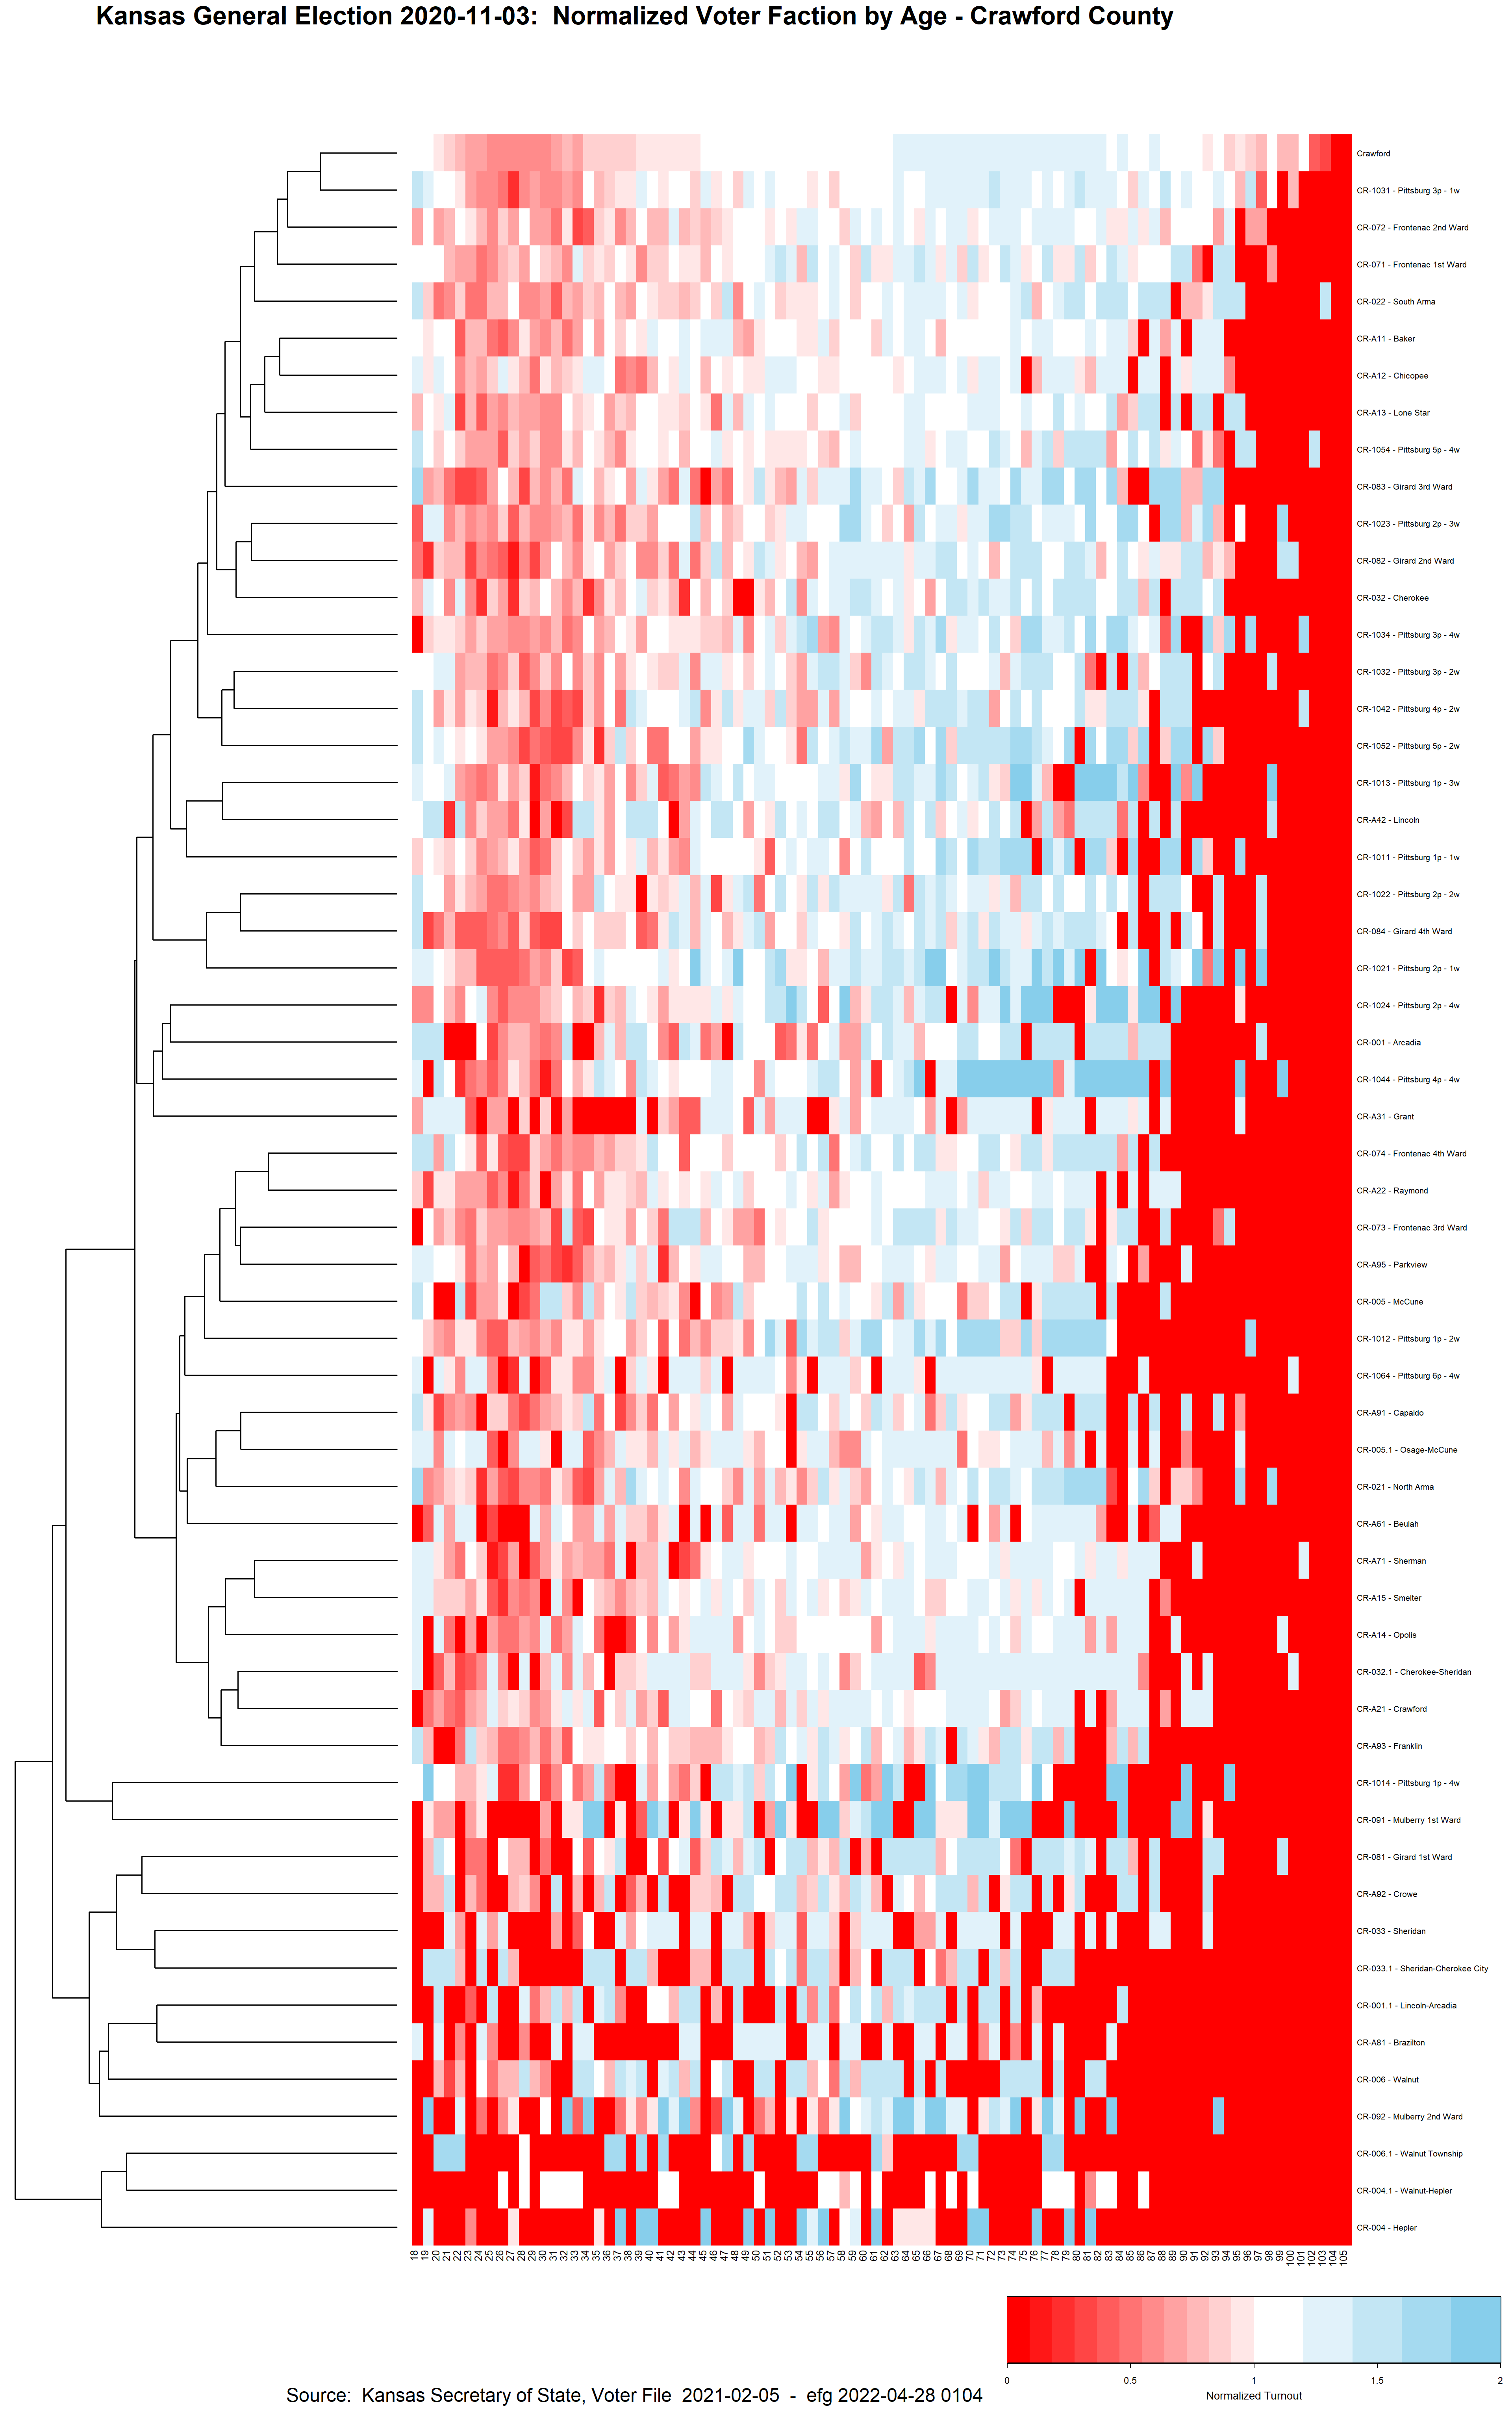 Kansas General Election 2020-11-03:  Normalized Voter Faction by Age - Crawford County
Crawford
CR-1031 - Pittsburg 3p - 1w
CR-072 - Frontenac 2nd Ward
CR-071 - Frontenac 1st Ward
CR-022 - South Arma
CR-A11 - Baker
CR-A12 - Chicopee
CR-A13 - Lone Star
CR-1054 - Pittsburg 5p - 4w
CR-083 - Girard 3rd Ward
CR-1023 - Pittsburg 2p - 3w
CR-082 - Girard 2nd Ward
CR-032 - Cherokee
CR-1034 - Pittsburg 3p - 4w
CR-1032 - Pittsburg 3p - 2w
CR-1042 - Pittsburg 4p - 2w
CR-1052 - Pittsburg 5p - 2w
CR-1013 - Pittsburg 1p - 3w
CR-A42 - Lincoln
CR-1011 - Pittsburg 1p - 1w
CR-1022 - Pittsburg 2p - 2w
CR-084 - Girard 4th Ward
CR-1021 - Pittsburg 2p - 1w
CR-1024 - Pittsburg 2p - 4w
CR-001 - Arcadia
CR-1044 - Pittsburg 4p - 4w
CR-A31 - Grant
CR-074 - Frontenac 4th Ward
CR-A22 - Raymond
CR-073 - Frontenac 3rd Ward
CR-A95 - Parkview
CR-005 - McCune
CR-1012 - Pittsburg 1p - 2w
CR-1064 - Pittsburg 6p - 4w
CR-A91 - Capaldo
CR-005.1 - Osage-McCune
CR-021 - North Arma
CR-A61 - Beulah
CR-A71 - Sherman
CR-A15 - Smelter
CR-A14 - Opolis
CR-032.1 - Cherokee-Sheridan
CR-A21 - Crawford
CR-A93 - Franklin
CR-1014 - Pittsburg 1p - 4w
CR-091 - Mulberry 1st Ward
CR-081 - Girard 1st Ward
CR-A92 - Crowe
CR-033 - Sheridan
CR-033.1 - Sheridan-Cherokee City
CR-001.1 - Lincoln-Arcadia
CR-A81 - Brazilton
CR-006 - Walnut
CR-092 - Mulberry 2nd Ward
CR-006.1 - Walnut Township
CR-004.1 - Walnut-Hepler
CR-004 - Hepler
18 19 20 21 22 23 24 25 26 27 28 29 30 31 32 33 34 35 36 37 38 39 40 41 42 43 44 45 46 47 48 49 50 51 52 53 54 55 56 57 58 59 60 61 62 63 64 65 66 67 68 69 70 71 72 73 74 75 76 77 78 79 80 81 82 83 84 85 86 87 88 89 90 91 92 93 94 95 96 97 98 99 100 101 102 103 104 105
0 0.5 1 1.5 2
Normalized Turnout
Source:  Kansas Secretary of State, Voter File  2021-02-05  -  efg 2022-04-28 0104